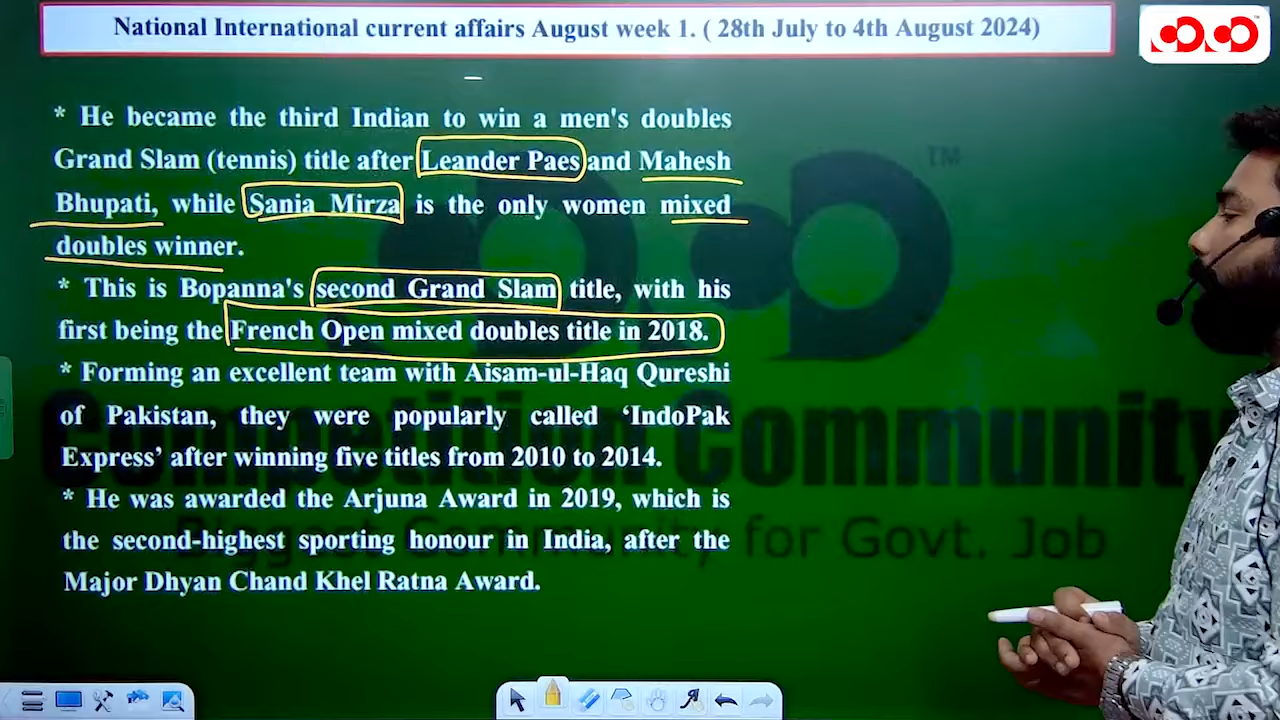 National International current affairs August week 1. ( 28th July to 4th August 2024)
TM
* He became the third Indian to win a men's doubles
Grand Slam (tennis) title after Leander Paes and Mahesh
Bhupati, while Sania Mirza is the only women mixed
doubles winner.
* This is Bopanna's second Grand Slam title, with his
first being the French Open mixed doubles title in 2018.
* Forming an excellent team with Aisam-ul-Haq Qureshi
of Pakistan, they were popularly called ‘IndoPak
Express’ after winning five titles from 2010 to 2014.
* He was awarded the Arjuna Award in 2019, which is
the second-highest sporting honour in India, after the
Major Dhyan Chand Khel Ratna Award.
Competition Community
Biggest Community for Govt. Job